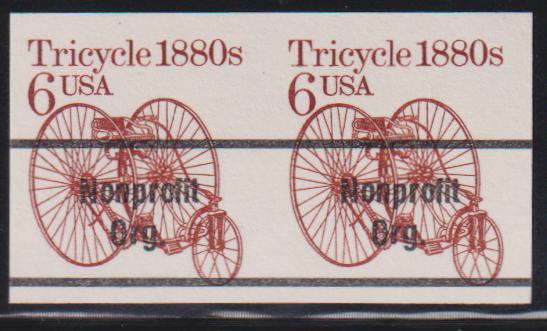 Tricycle 1880s
6 USA
Nonprofit
Org.
Tricycle 1880s
6 USA
Nonprofit
Org.